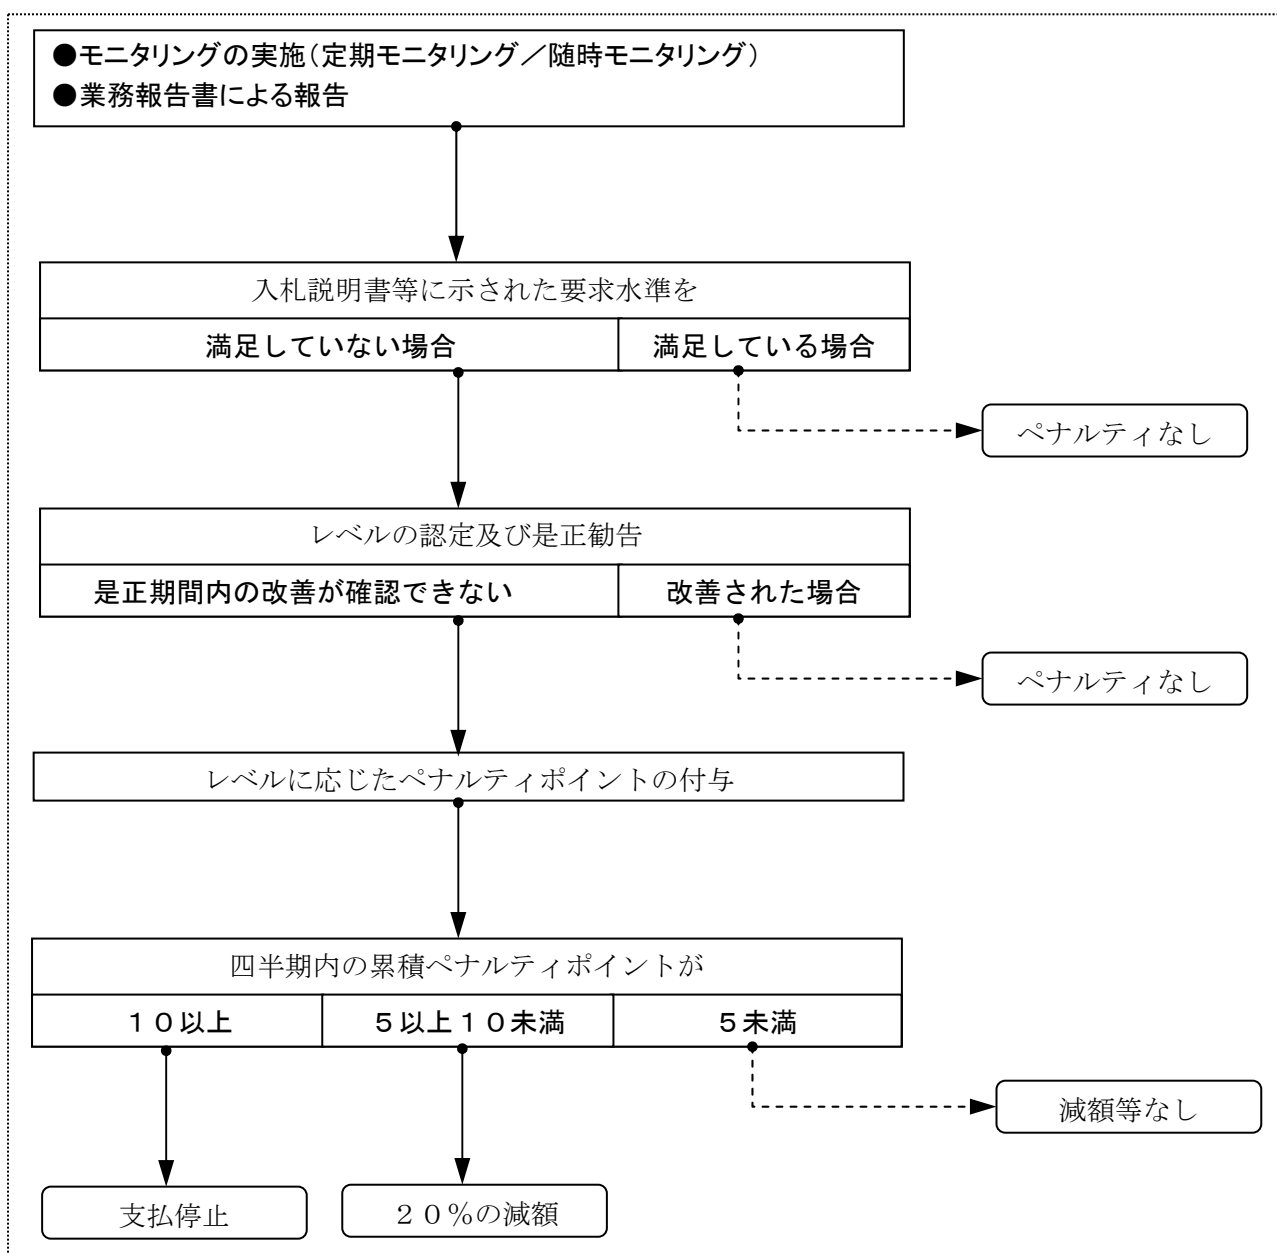 ●モニタリングの実施（定期モニタリング／随時モニタリング）
●業務報告書による報告
入札説明書等に示された要求水準を
満足していない場合
満足している場合
ペナルティなし
レベルの認定及び是正勧告
是正期間内の改善が確認できない
改善された場合
ペナルティなし
レベルに応じたペナルティポイントの付与
四半期内の累積ペナルティポイントが
１０以上
５以上１０未満
５未満
減額等なし
支払停止
２０％の減額